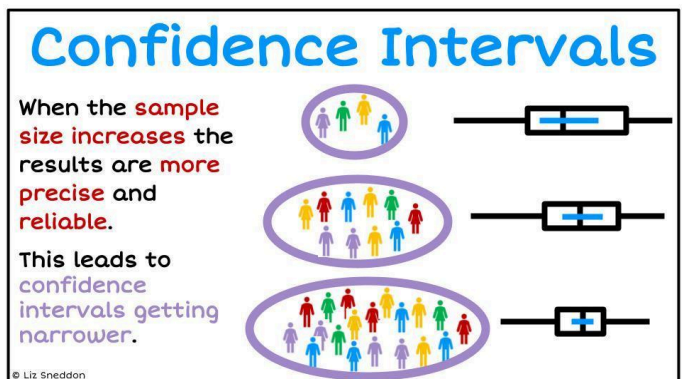 Confidence Intervals
When the sample
size increases the
results are more
precise and
reliable.
This leads to
confidence
intervals getting
narrower.
© Liz Sneddon